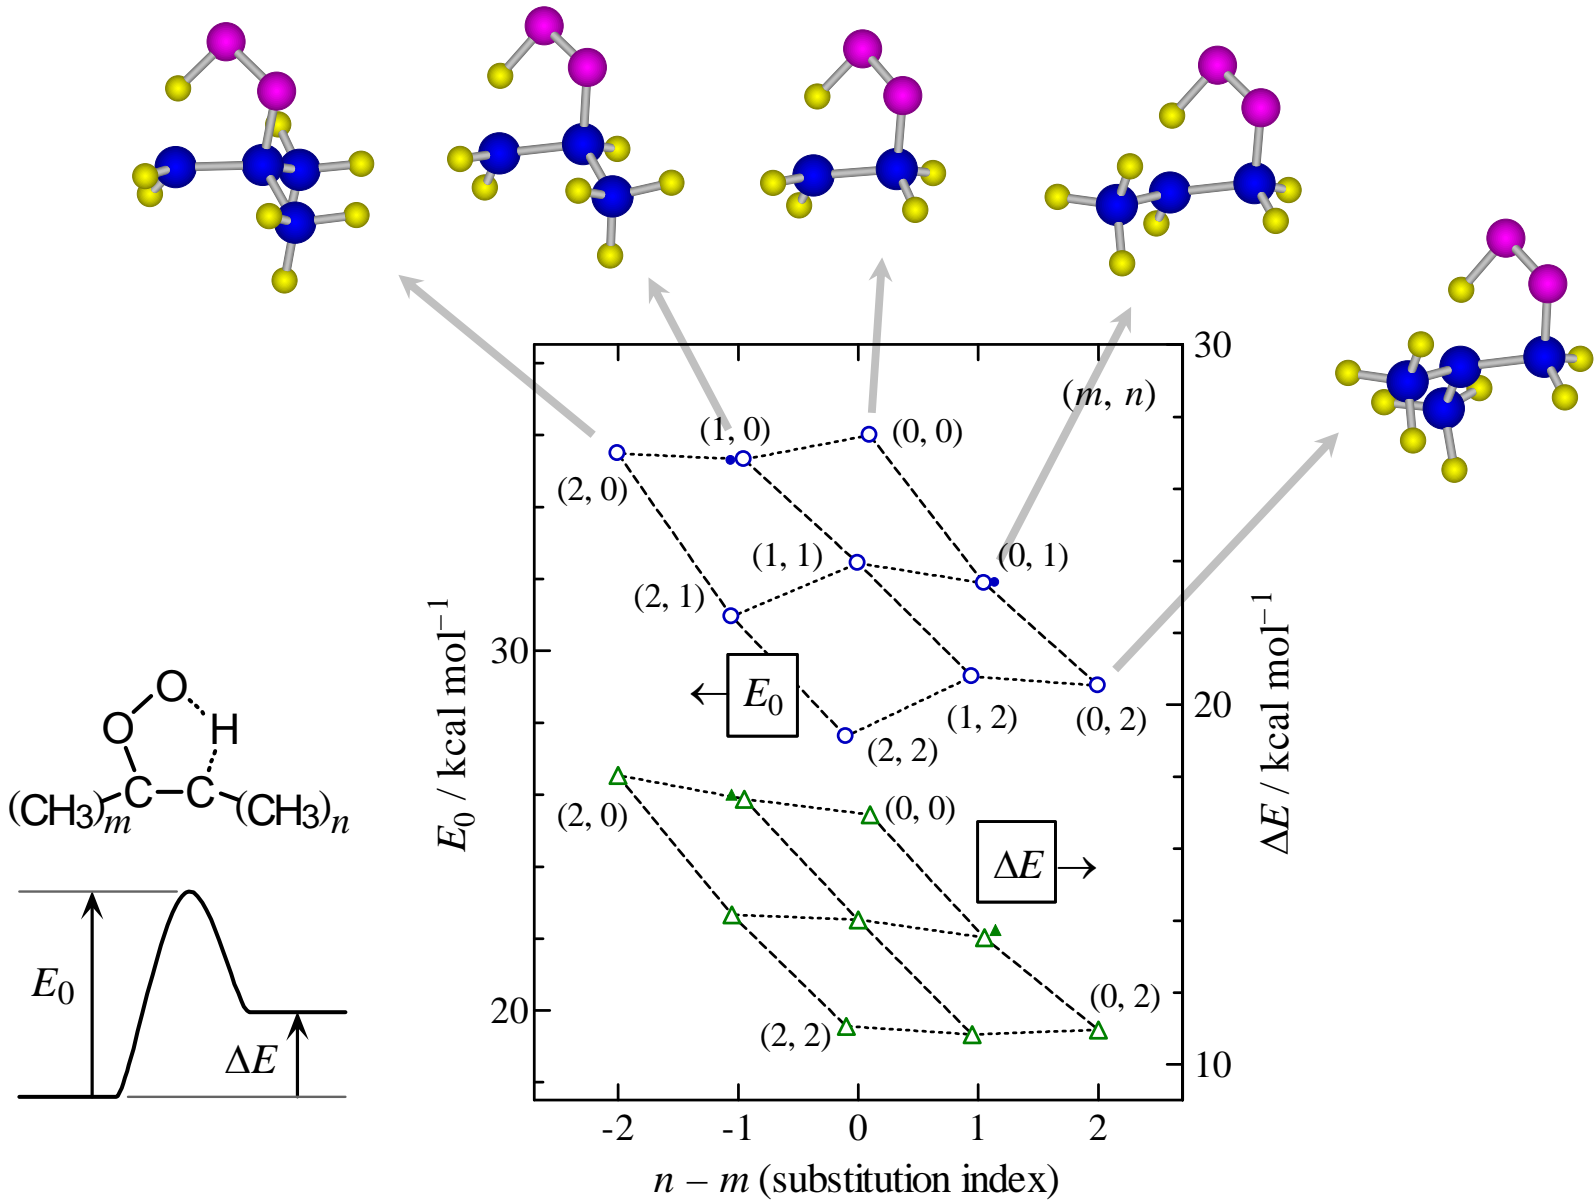 30
(m, n)
(1, 0)
(0, 0)
(2, 0)
(1, 1)
(0, 1)
(2, 1)
E0 / kcal mol−1
30
ΔE / kcal mol−1
E0
20
(1, 2)
(0, 2)
(2, 2)
O
O
H
C
C
(CH3)m
(CH3)n
(2, 0)
(0, 0)
ΔE
E0
ΔE
20
(0, 2)
(2, 2)
10
-2
-1
0
1
2
n – m (substitution index)